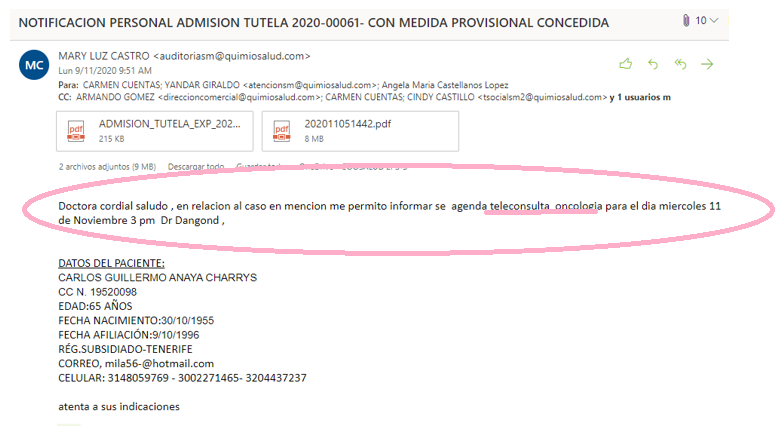 NOTIFICACION PERSONAL ADMISION TUTELA 2020-00061- CON MEDIDA PROVISIONAL CONCEDIDA
10
MC
MARY LUZ CASTRO <auditoriasm@quimiosalud.com>
Lun 9/11/2020 9:51 AM
Para: CARMEN CUENTAS; YANDAR GIRALDO <atencionsm@quimiosalud.com>; Angela Maria Castellanos Lopez
CC: ARMANDO GOMEZ <direccioncomercial@quimiosalud.com>; CARMEN CUENTAS; CINDY CASTILLO <tsocialsm2@quimiosalud.com> y 1 usuarios m
pdf
ADMISION_TUTELA_EXP_202...
215 KB
pdf
202011051442.pdf
8 MB
2 archivos adjuntos (9 MB) Descargar todo
Doctora cordial saludo , en relacion al caso en mencion me permito informar se agenda teleconsulta oncologia para el dia miercoles 11
de Noviembre 3 pm Dr Dangond ,
DATOS DEL PACIENTE:
CARLOS GUILLERMO ANAYA CHARRYS
CC N. 19520098
EDAD:65 AÑOS
FECHA NACIMIENTO:30/10/1955
FECHA AFILIACIÓN:9/10/1996
RÉG.SUBSIDIADO-TENERIFE
CORREO, mila56-@hotmail.com
CELULAR: 3148059769 - 3002271465- 3204437237
atenta a sus indicaciones